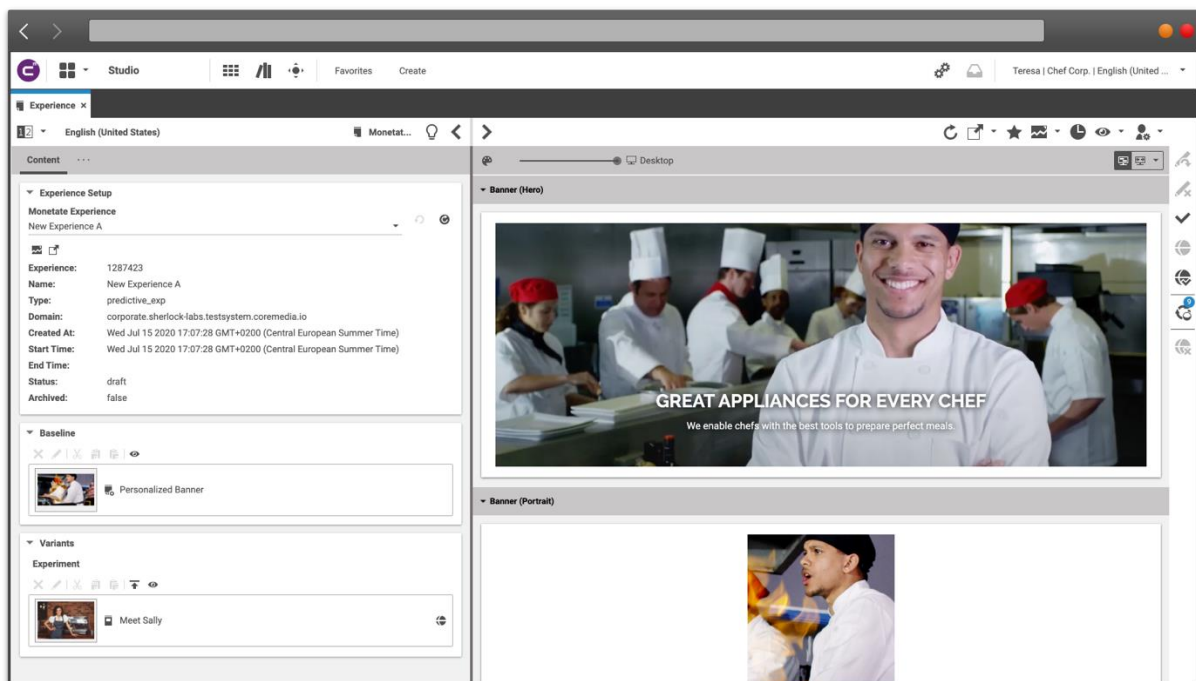 Studio
Favorites
Create
Teresa | Chef Corp. | English (United ...
Experience ×
12
English (United States)
Monetat...
Content ...
Desktop
Experience Setup
Monetate Experience
New Experience A
Experience: 1287423
Name: New Experience A
Type: predictive_exp
Domain: corporate.sherlock-labs.testsystem.coremedia.io
Created At: Wed Jul 15 2020 17:07:28 GMT+0200 (Central European Summer Time)
Start Time: Wed Jul 15 2020 17:07:28 GMT+0200 (Central European Summer Time)
End Time:
Status: draft
Archived: false
Baseline
Personalized Banner
Variants
Experiment
Meet Sally
Banner (Hero)
GREAT APPLIANCES FOR EVERY CHEF
We enable chefs with the best tools to prepare perfect meals.
Banner (Portrait)
9